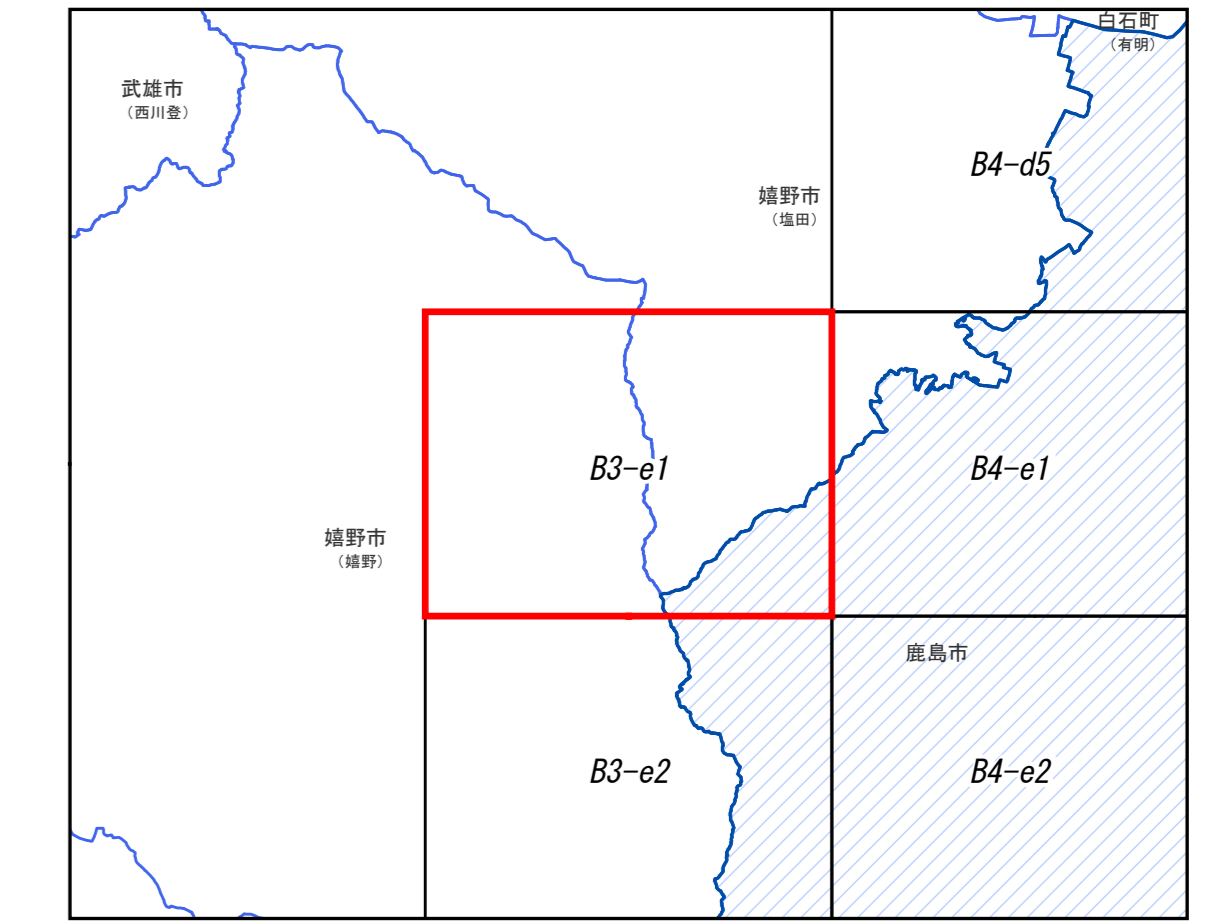 白石町
（有明）
武雄市
（西川登）
B4-d5
嬉野市
（塩田）
B3-e1
B4-e1
嬉野市
（嬉野）
鹿島市
B3-e2
B4-e2